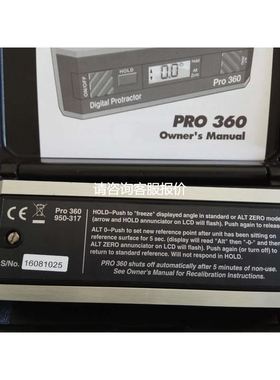 ON/OFF
HOLD
0.0°
Pro 360
Digital Protractor
PRO 360
Owner's Manual
请咨询客服报价
Pro 360
950-317
S/No. 16081025
HOLD–Push to "freeze" displayed angle in standard or ALT ZERO mo
(arrow and HOLD annunciator on LCD will flash). Push again to release
ALT 0–Push to set new reference point after unit has been sitting on
reference surface for 5 sec. (display will read "Alt" then "-0-" and then
ALT ZERO annunciator on LCD will flash). Push again (or turn off) to
return to standard. Will not respond in HOLD.
PRO 360 shuts off automatically after 5 minutes of non-use.
See Owner's Manual for Recalibration Instructions.